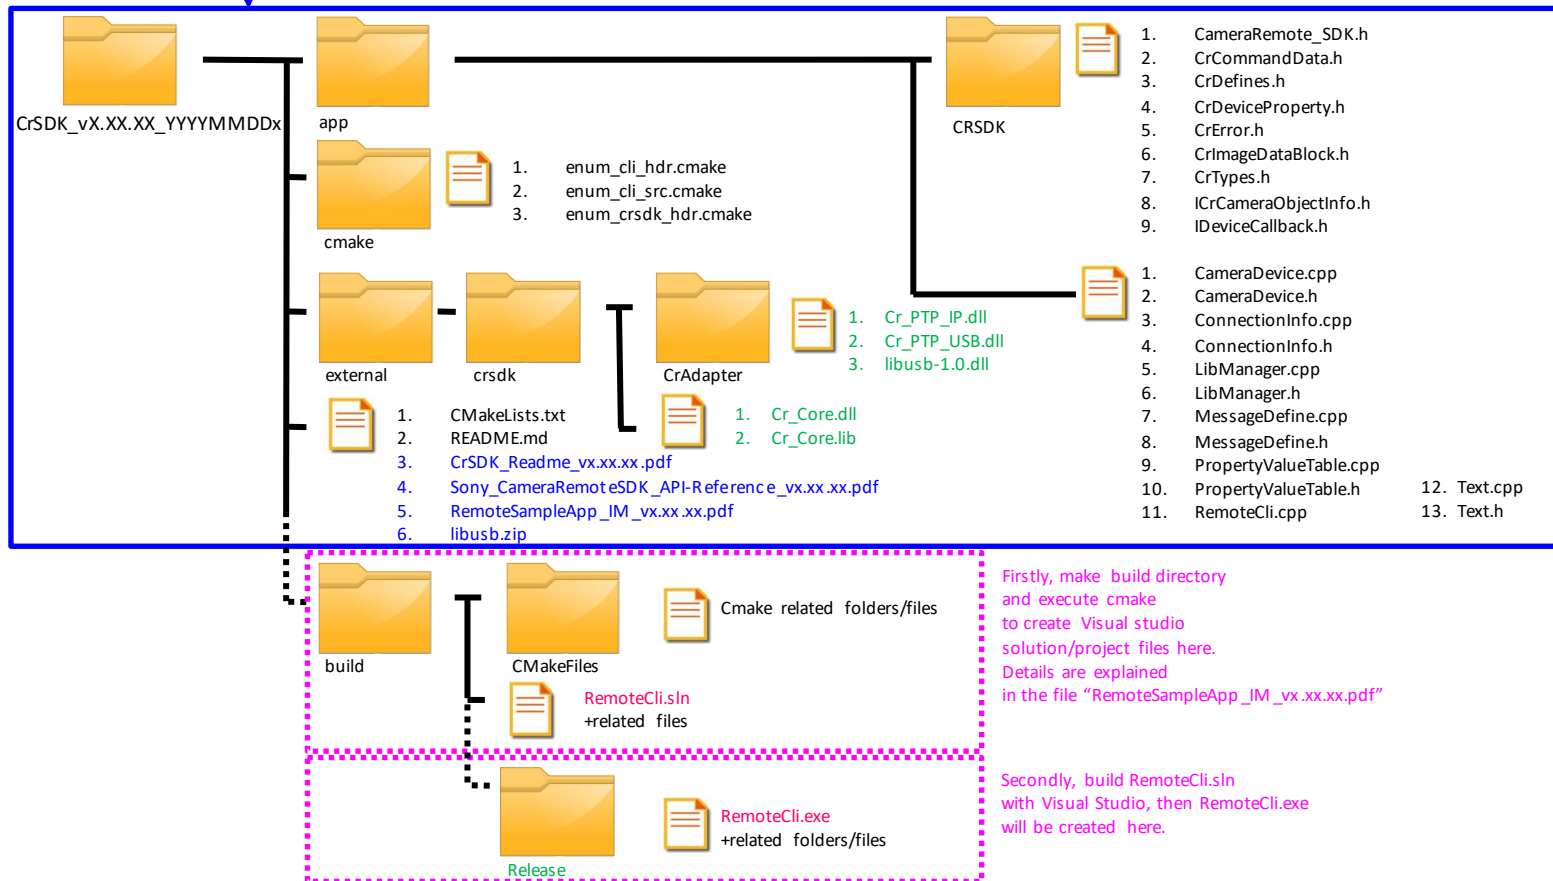 CrSDK_vX.XX.XX_YYYYMMDDx
app
CRSDK
1. CameraRemote_SDK.h
2. CrCommandData.h
3. CrDefines.h
4. CrDeviceProperty.h
5. CrError.h
6. CrImageDataBlock.h
7. CrTypes.h
8. ICrCameraObjectInfo.h
9. IDeviceCallback.h
cmake
1. enum_cli_hdr.cmake
2. enum_cli_src.cmake
3. enum_crsdk_hdr.cmake
1. CameraDevice.cpp
2. CameraDevice.h
3. ConnectionInfo.cpp
4. ConnectionInfo.h
5. LibManager.cpp
6. LibManager.h
7. MessageDefine.cpp
8. MessageDefine.h
9. PropertyValueTable.cpp
10. PropertyValueTable.h
11. RemoteCli.cpp
12. Text.cpp
13. Text.h
external
crsdk
CrAdapter
1. Cr_PTP_IP.dll
2. Cr_PTP_USB.dll
3. libusb-1.0.dll
1. Cr_Core.dll
2. Cr_Core.lib
1. CMakeLists.txt
2. README.md
3. CrSDK_Readme_vx.xx.xx.pdf
4. Sony_CameraRemoteSDK_API-Reference_vx.xx.xx.pdf
5. RemoteSampleApp_IM_vx.xx.xx.pdf
6. libusb.zip
build
CMakeFiles
Cmake related folders/files
RemoteCli.sln
+related files
Firstly, make build directory
and execute cmake
to create Visual studio
solution/project files here.
Details are explained
in the file “RemoteSampleApp_IM_vx.xx.xx.pdf”
Release
RemoteCli.exe
+related folders/files
Secondly, build RemoteCli.sln
with Visual Studio, then RemoteCli.exe
will be created here.